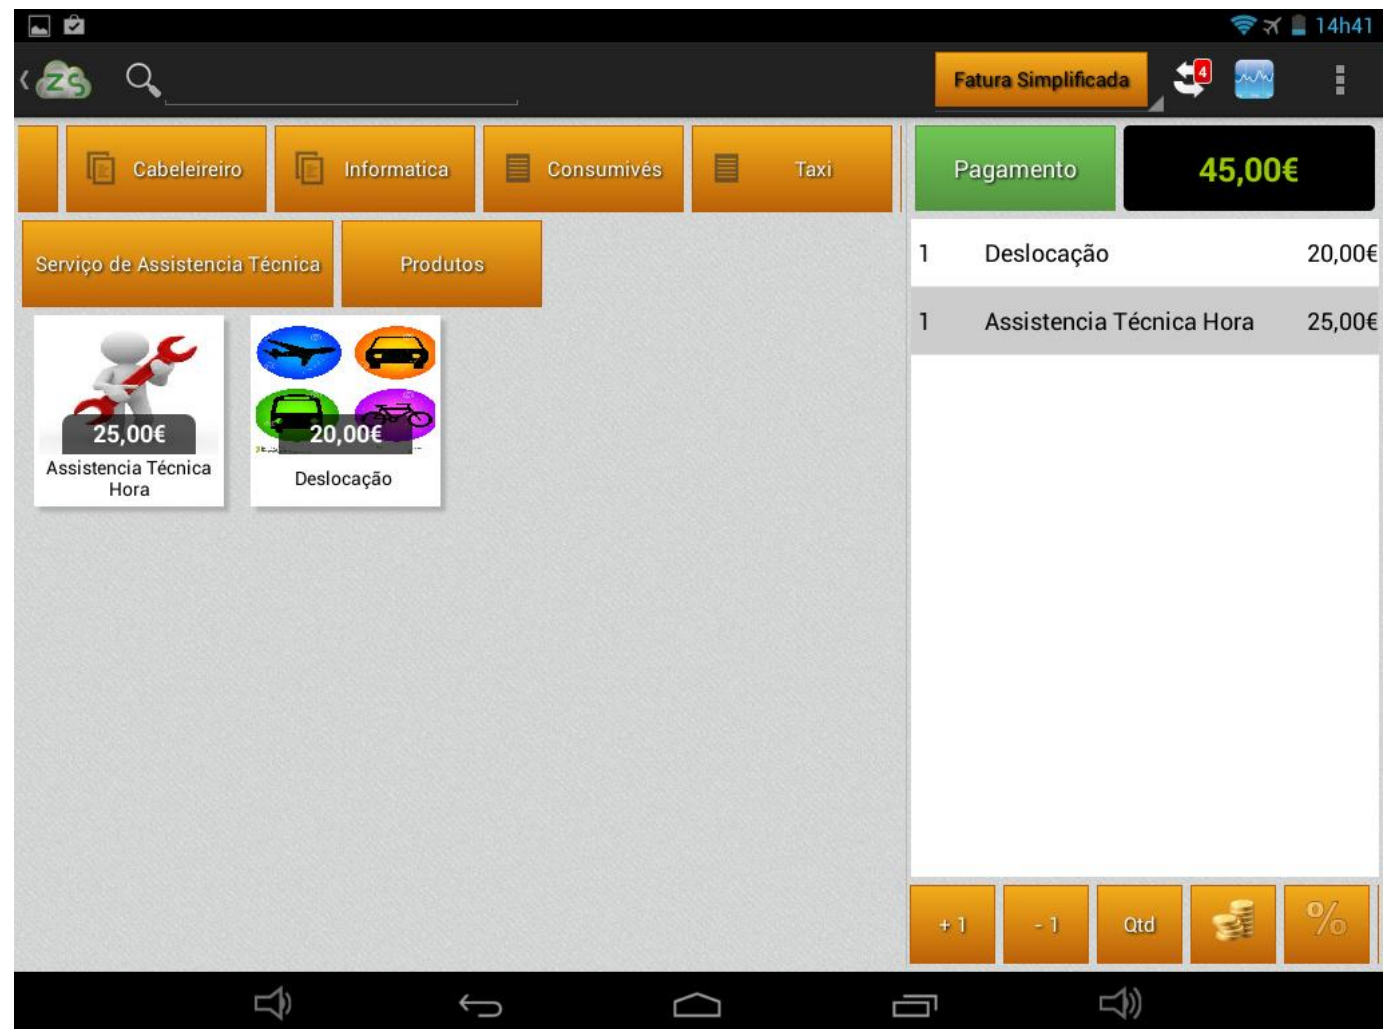 14h41
ZS
Fatura Simplificada
4
Cabeleireiro
Informatica
Consumivés
Taxi
Pagamento
45,00€
Serviço de Assistencia Técnica
Produtos
1 Deslocação 20,00€
1 Assistencia Técnica Hora 25,00€
25,00€
Assistencia Técnica
Hora
20,00€
Deslocação
+ 1
- 1
Qtd
%